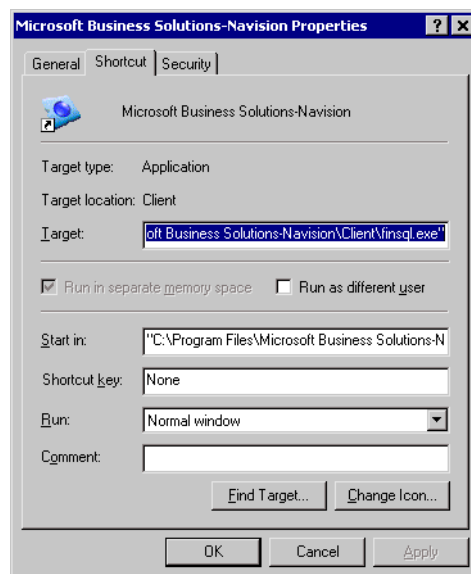 Microsoft Business Solutions-Navision Properties
General Shortcut Security
Microsoft Business Solutions-Navision
Target type: Application
Target location: Client
Target: oft Business Solutions-Navision\Client\finsql.exe"
Run in separate memory space Run as different user
Start in: "C:\Program Files\Microsoft Business Solutions-N
Shortcut key: None
Run: Normal window
Comment:
Find Target... Change Icon...
OK Cancel Apply